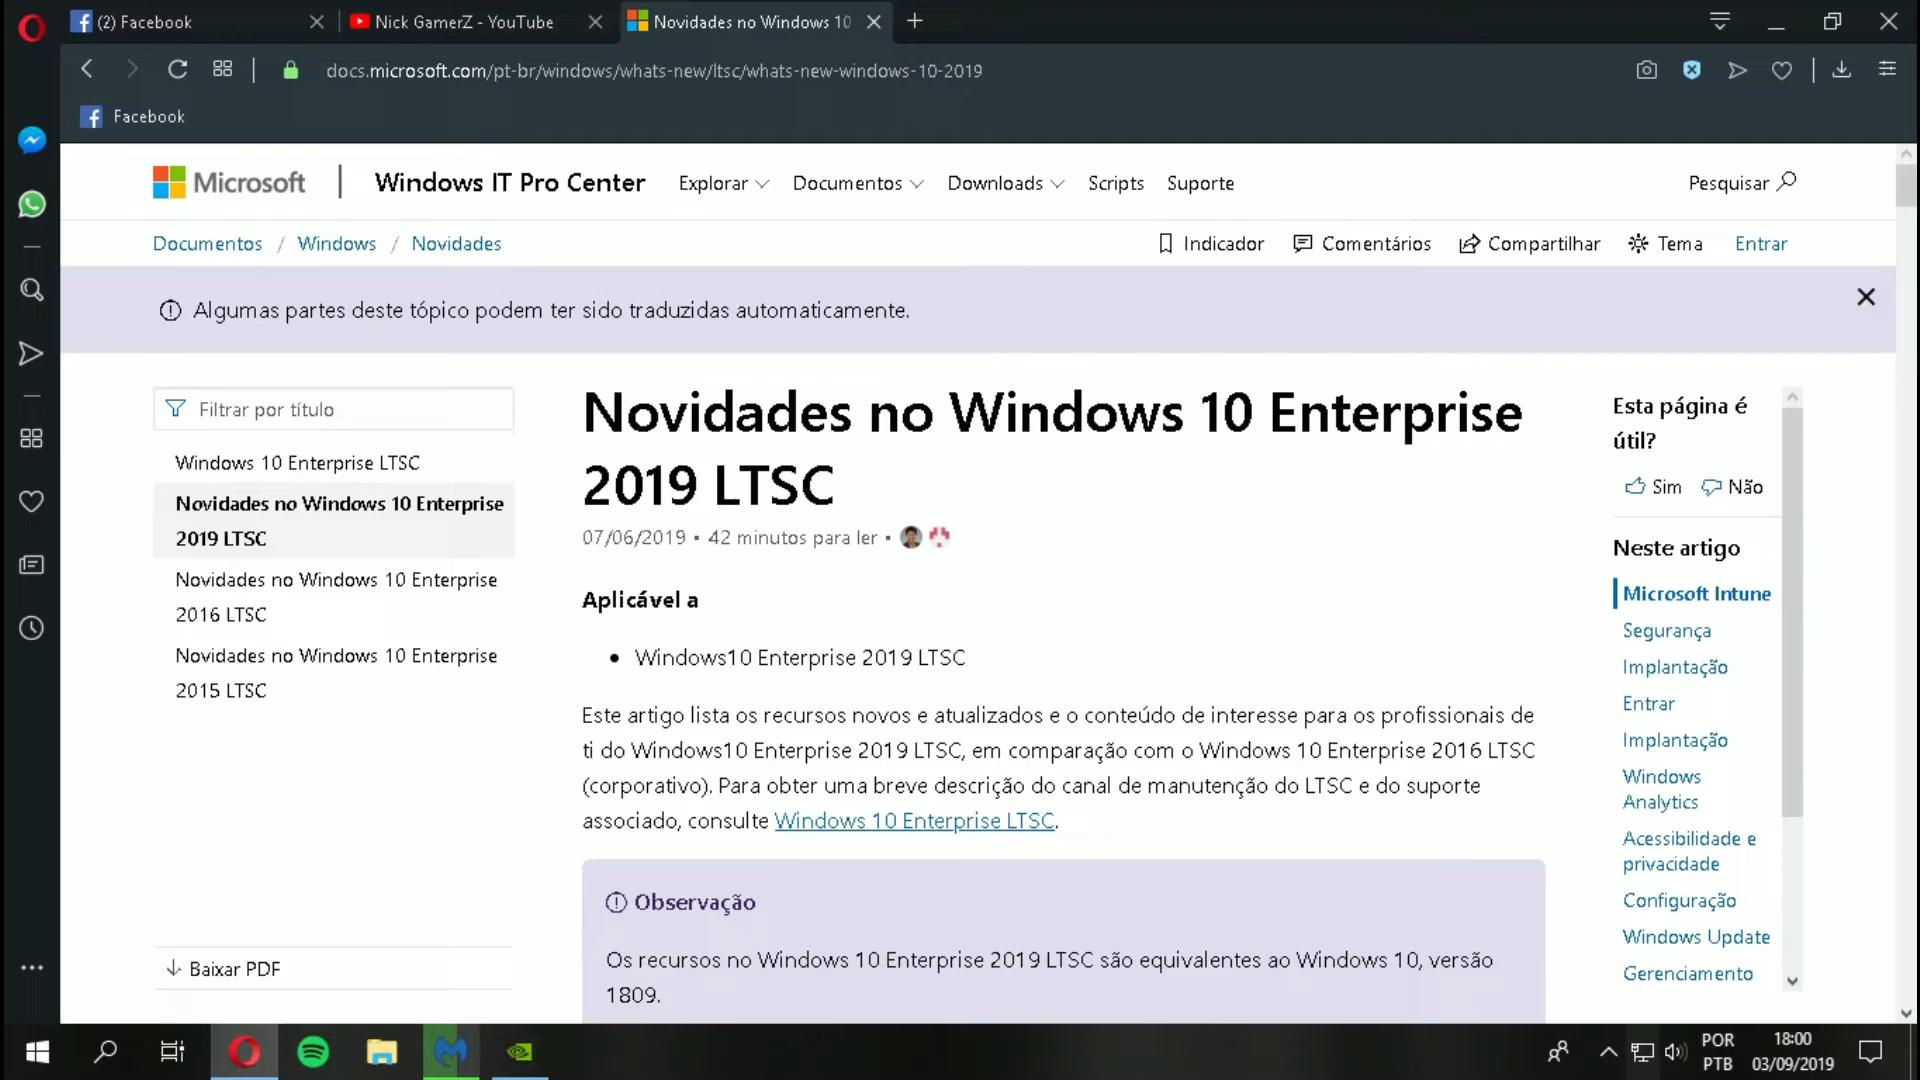 (2) Facebook
Nick GamerZ - YouTube
Novidades no Windows 10
docs.microsoft.com/pt-br/windows/whats-new/ltsc/whats-new-windows-10-2019
Facebook
Microsoft
Windows IT Pro Center
Explorar
Documentos
Downloads
Scripts
Suporte
Pesquisar
Documentos / Windows / Novidades
Indicador
Comentários
Compartilhar
Tema
Entrar
Algumas partes deste tópico podem ter sido traduzidas automaticamente.
Filtrar por título
Windows 10 Enterprise LTSC
Novidades no Windows 10 Enterprise
2019 LTSC
Novidades no Windows 10 Enterprise
2016 LTSC
Novidades no Windows 10 Enterprise
2015 LTSC
Baixar PDF
Novidades no Windows 10 Enterprise
2019 LTSC
07/06/2019 • 42 minutos para ler •
Aplicável a
• Windows10 Enterprise 2019 LTSC
Este artigo lista os recursos novos e atualizados e o conteúdo de interesse para os profissionais de
ti do Windows10 Enterprise 2019 LTSC, em comparação com o Windows 10 Enterprise 2016 LTSC
(corporativo). Para obter uma breve descrição do canal de manutenção do LTSC e do suporte
associado, consulte Windows 10 Enterprise LTSC.
Observação
Os recursos no Windows 10 Enterprise 2019 LTSC são equivalentes ao Windows 10, versão
1809.
Esta página é
útil?
Sim
Não
Neste artigo
Microsoft Intune
Segurança
Implantação
Entrar
Implantação
Windows
Analytics
Acessibilidade e
privacidade
Configuração
Windows Update
Gerenciamento
POR
PTB
18:00
03/09/2019